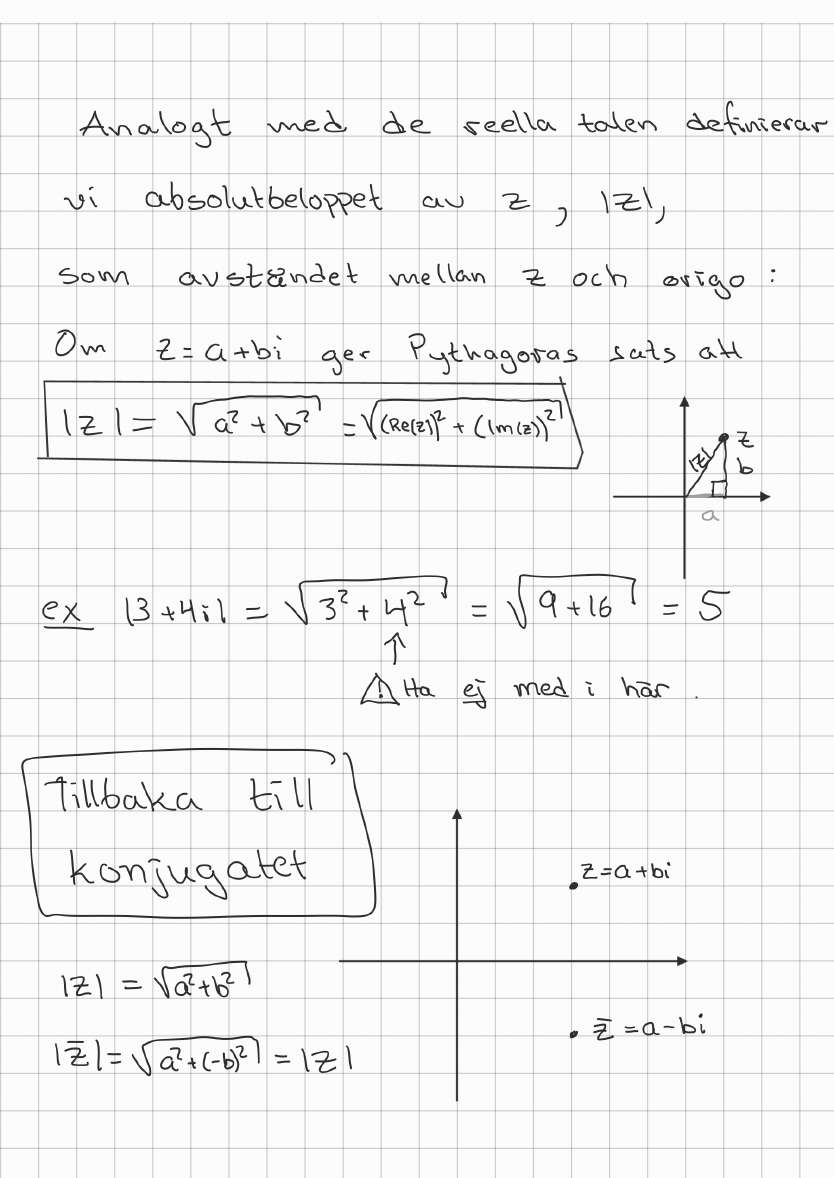 Analogt med de reella talen definierar
vi absolutbeloppet av z, |z|,
som avståndet mellan z och origo:
Om z = a + bi ger Pythagoras sats att
|z| = √(a² + b²) = √((Re(z))² + (Im(z))²)
z
|z|
b
a
ex |3 + 4i| = √(3² + 4²) = √(9 + 16) = 5
↑
⚠ Ha ej med i här.
Tillbaka till
konjugatet
z = a + bi
|z| = √(a² + b²)
z̄ = a - bi
|z̄| = √(a² + (-b)²) = |z|